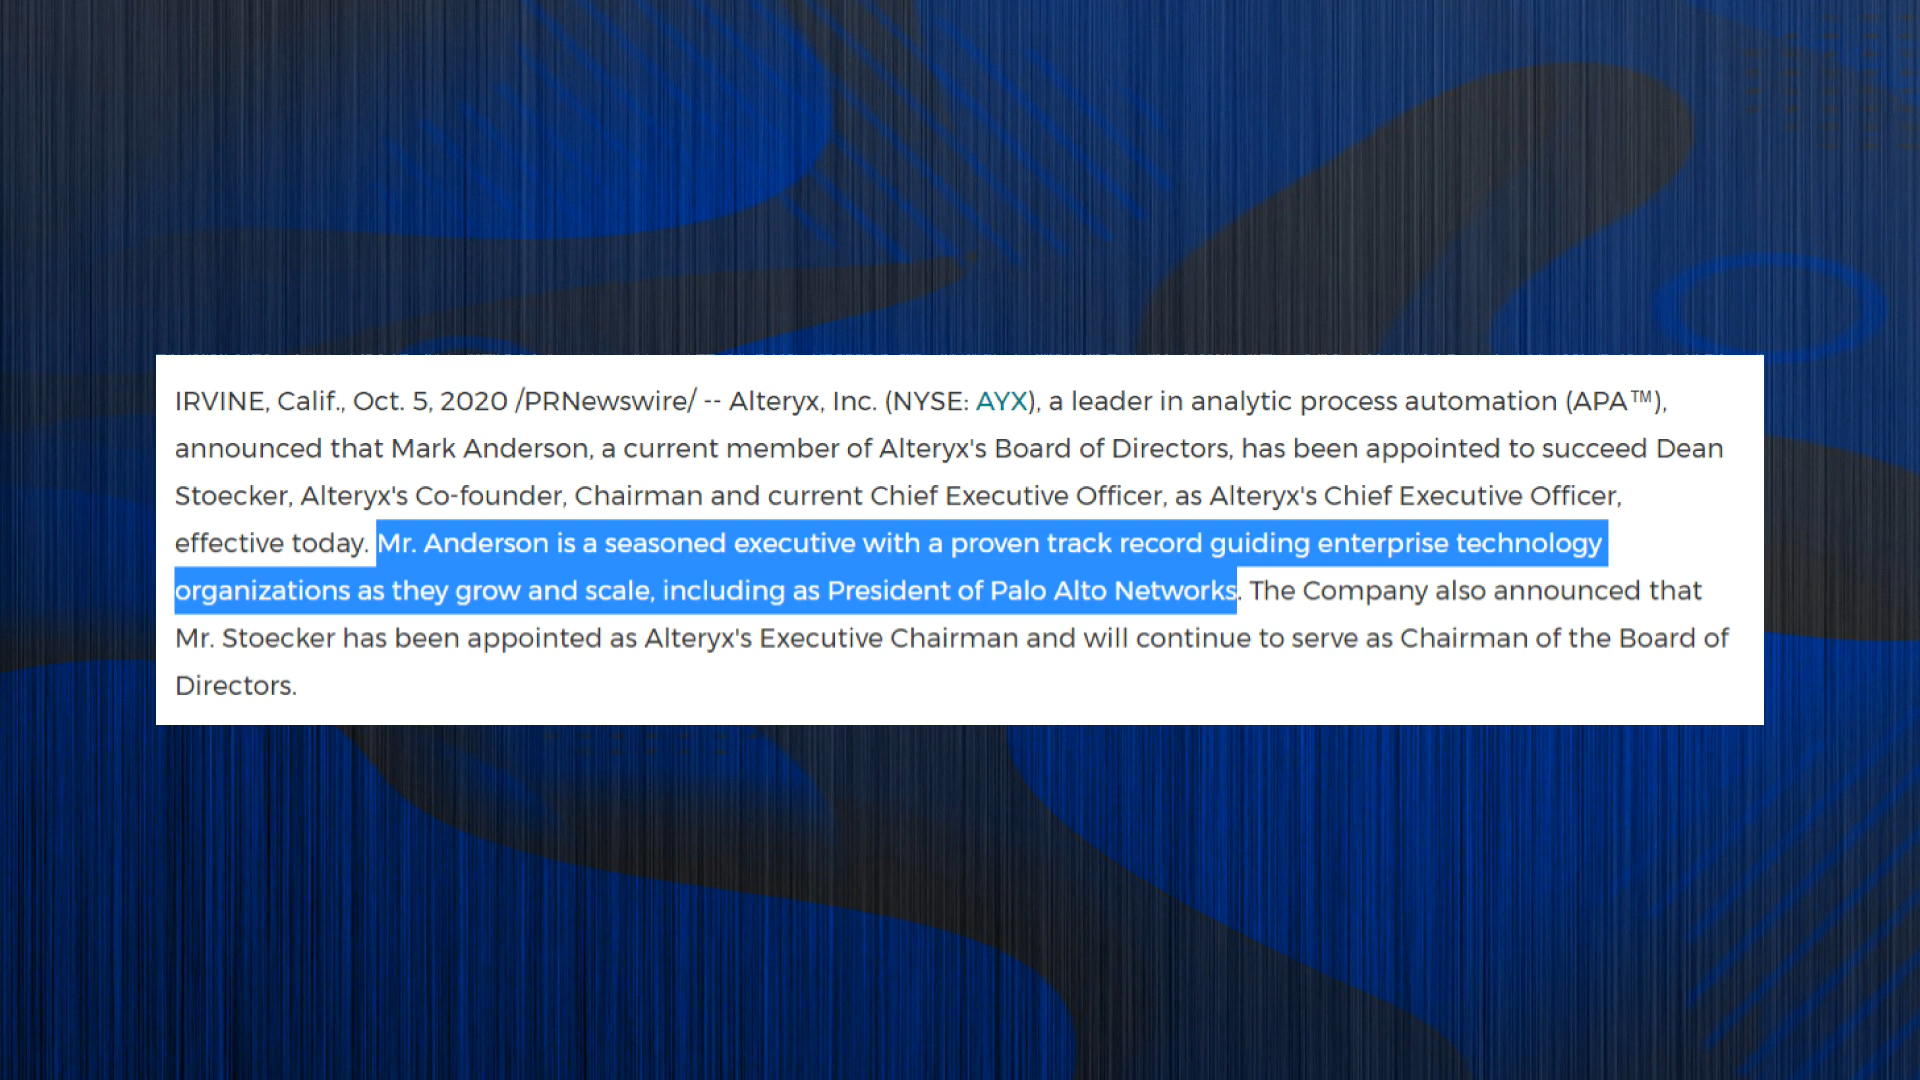 IRVINE, Calif., Oct. 5, 2020 /PRNewswire/ -- Alteryx, Inc. (NYSE: AYX), a leader in analytic process automation (APA™),
announced that Mark Anderson, a current member of Alteryx's Board of Directors, has been appointed to succeed Dean
Stoecker, Alteryx's Co-founder, Chairman and current Chief Executive Officer, as Alteryx's Chief Executive Officer,
effective today. Mr. Anderson is a seasoned executive with a proven track record guiding enterprise technology
organizations as they grow and scale, including as President of Palo Alto Networks. The Company also announced that
Mr. Stoecker has been appointed as Alteryx's Executive Chairman and will continue to serve as Chairman of the Board of
Directors.